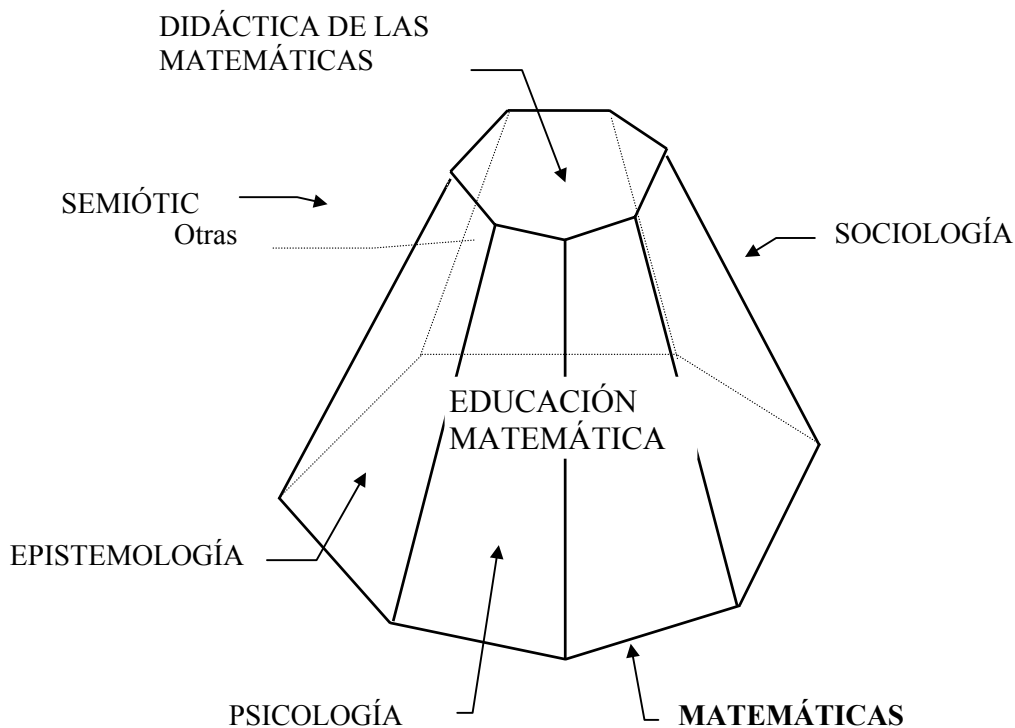 DIDÁCTICA DE LAS
MATEMÁTICAS
SEMIÓTIC
Otras
SOCIOLOGÍA
EDUCACIÓN
MATEMÁTICA
EPISTEMOLOGÍA
PSICOLOGÍA
MATEMÁTICAS